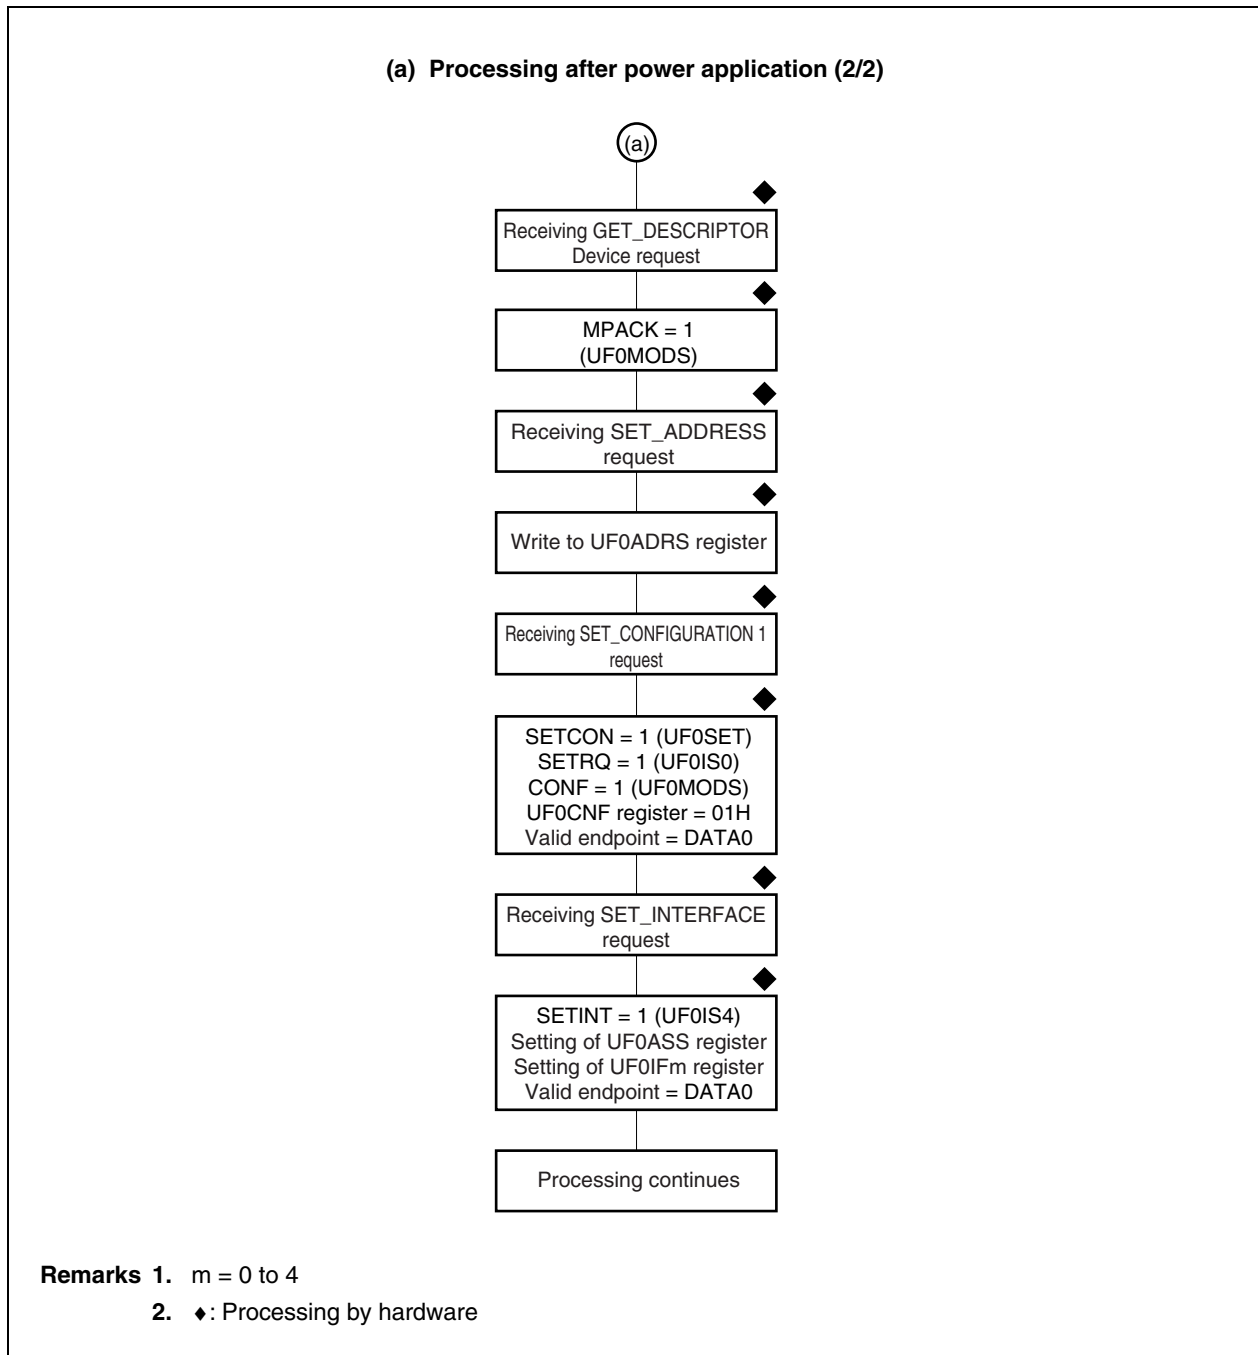 (a) Processing after power application (2/2)
(a)
Receiving GET_DESCRIPTOR
Device request
MPACK = 1
(UF0MODS)
Receiving SET_ADDRESS
request
Write to UF0ADRS register
Receiving SET_CONFIGURATION 1
request
SETCON = 1 (UF0SET)
SETRQ = 1 (UF0IS0)
CONF = 1 (UF0MODS)
UF0CNF register = 01H
Valid endpoint = DATA0
Receiving SET_INTERFACE
request
SETINT = 1 (UF0IS4)
Setting of UF0ASS register
Setting of UF0IFm register
Valid endpoint = DATA0
Processing continues
Remarks 1. m = 0 to 4
2. ♦: Processing by hardware